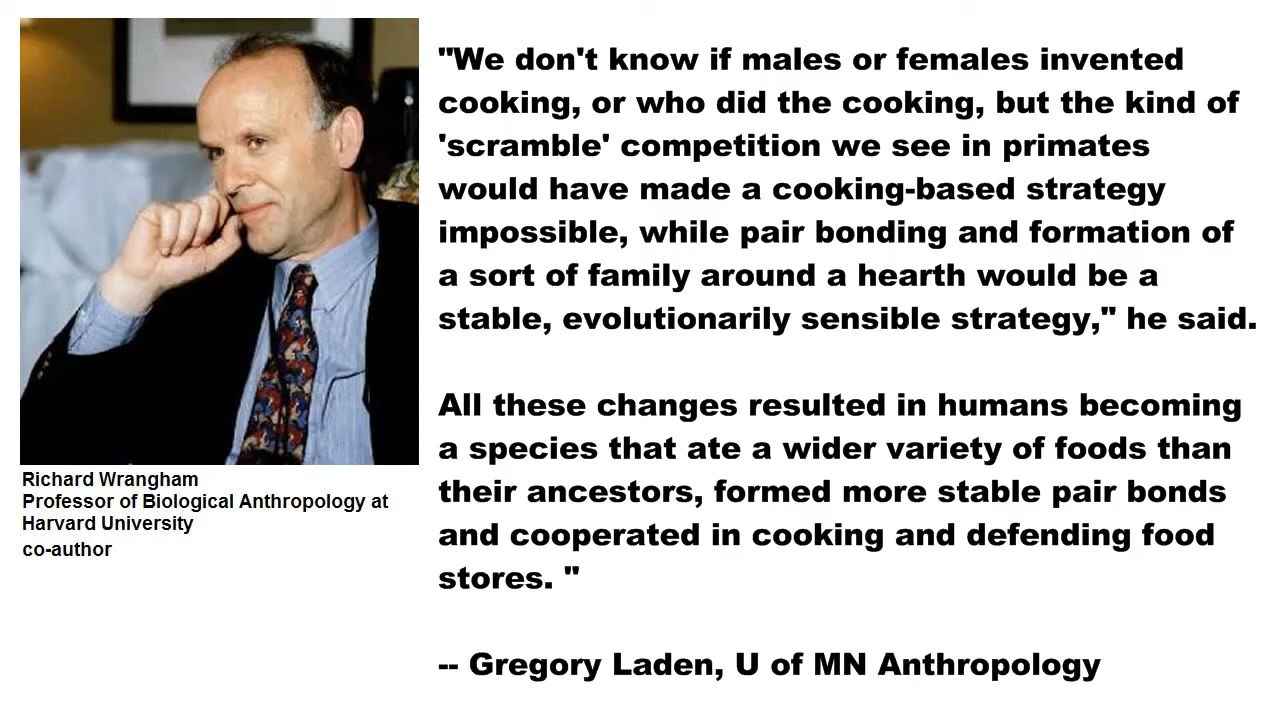 "We don't know if males or females invented
cooking, or who did the cooking, but the kind of
'scramble' competition we see in primates
would have made a cooking-based strategy
impossible, while pair bonding and formation of
a sort of family around a hearth would be a
stable, evolutionarily sensible strategy," he said.
All these changes resulted in humans becoming
a species that ate a wider variety of foods than
their ancestors, formed more stable pair bonds
and cooperated in cooking and defending food
stores. "
-- Gregory Laden, U of MN Anthropology
Richard Wrangham
Professor of Biological Anthropology at
Harvard University
co-author